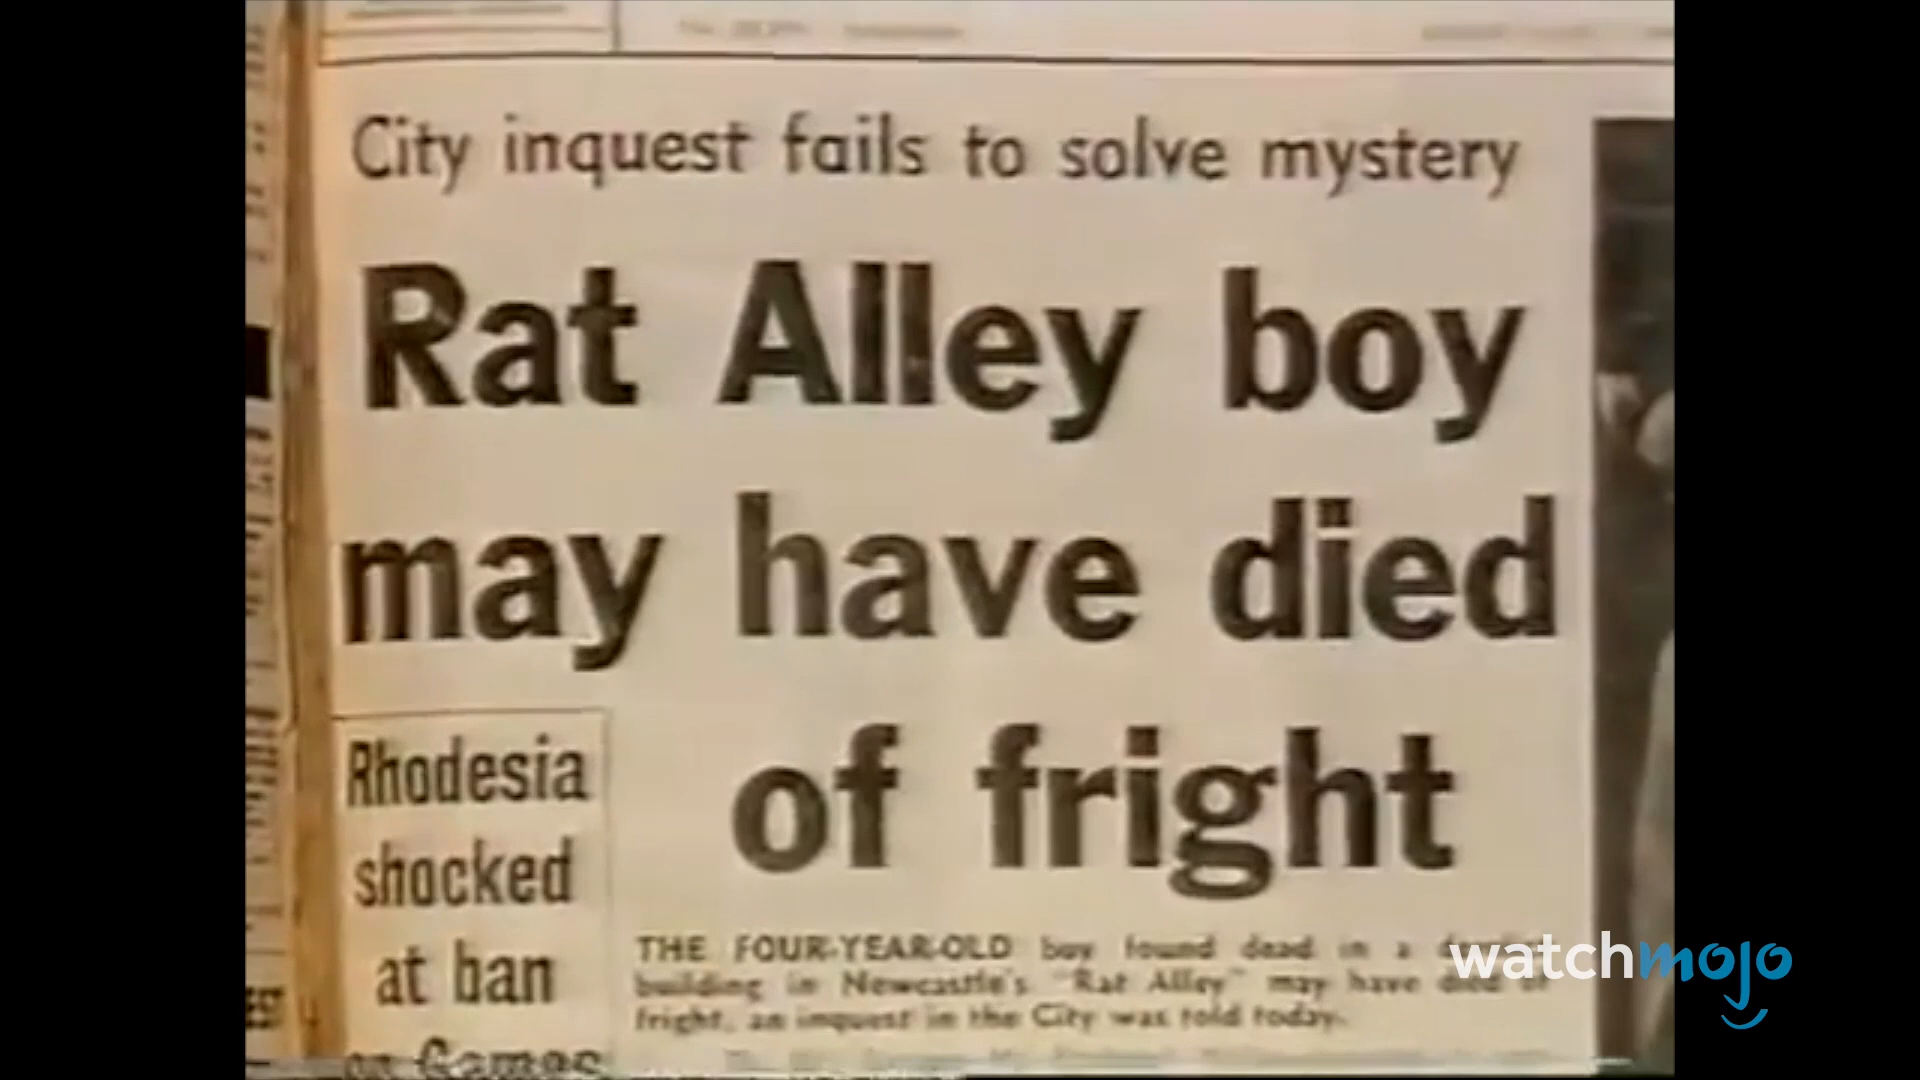 City inquest fails to solve mystery
Rat Alley boy
may have died
of fright
Rhodesia
shocked
at ban
on Games
THE FOUR-YEAR-OLD boy found dead in a
building in Newcastle's "Rat Alley" may have died of
fright, an inquest in the City was told today.
watchmojo